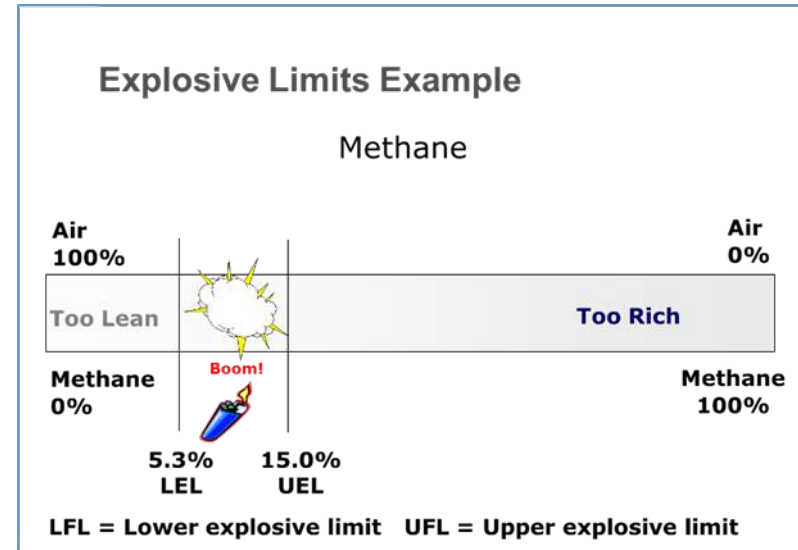 Explosive Limits Example
Methane
Air
100%
Air
0%
Too Lean
Too Rich
Boom!
Methane
0%
Methane
100%
5.3%
LEL
15.0%
UEL
LFL = Lower explosive limit UFL = Upper explosive limit